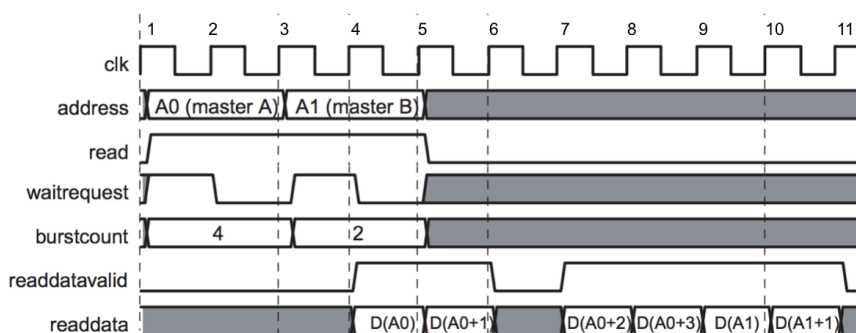 1 2 3 4 5 6 7 8 9 10 11
clk
address A0 (master A) A1 (master B)
read
waitrequest
burstcount 4 2
readdatavalid
readdata D(A0) D(A0+1) D(A0+2) D(A0+3) D(A1) D(A1+1)